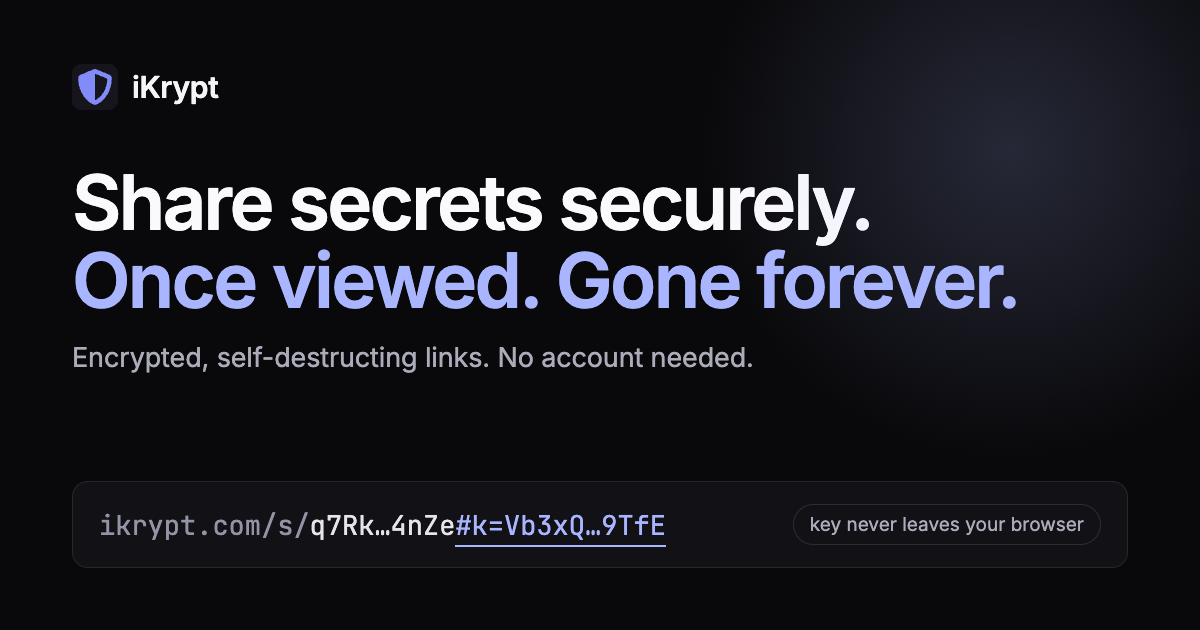 iKrypt
Share secrets securely.
Once viewed. Gone forever.
Encrypted, self-destructing links. No account needed.
ikrypt.com/s/q7Rk…4nZe#k=Vb3xQ…9TfE
key never leaves your browser